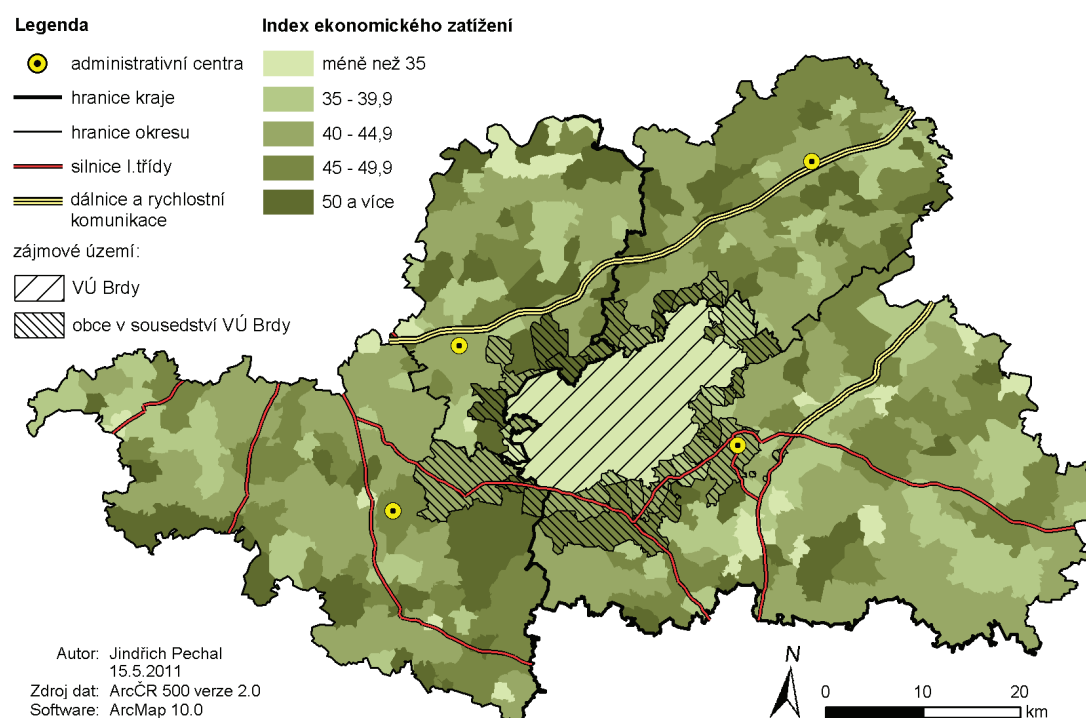 Legenda
administrativní centra
hranice kraje
hranice okresu
silnice I.třídy
dálnice a rychlostní
komunikace
zájmové území:
VÚ Brdy
obce v sousedství VÚ Brdy
Index ekonomického zatížení
méně než 35
35 - 39,9
40 - 44,9
45 - 49,9
50 a více
Autor: Jindřich Pechal
15.5.2011
Zdroj dat: ArcČR 500 verze 2.0
Software: ArcMap 10.0
N
0 10 20
km